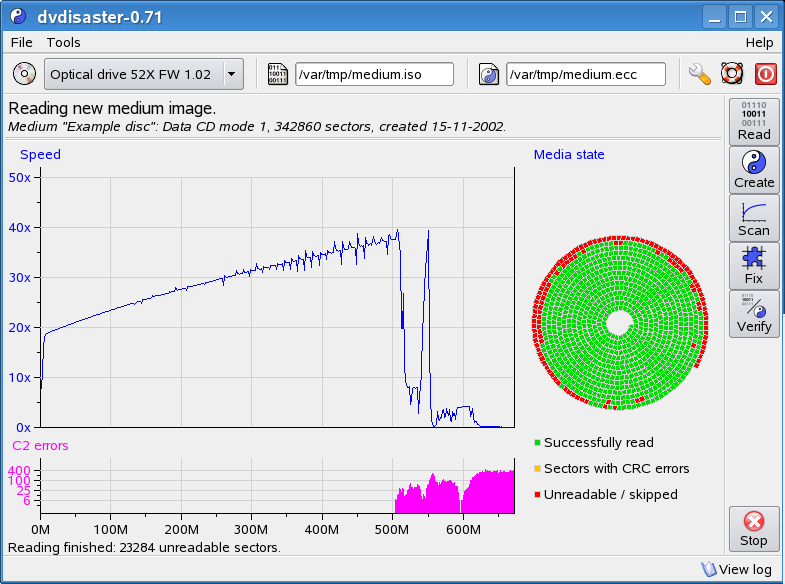 dvdisaster-0.71
File Tools Help
Optical drive 52X FW 1.02 /var/tmp/medium.iso /var/tmp/medium.ecc
Reading new medium image.
Medium "Example disc": Data CD mode 1, 342860 sectors, created 15-11-2002.
Speed
50x
40x
30x
20x
10x
0x
C2 errors
400
100
25
6
0M 100M 200M 300M 400M 500M 600M
Media state
Successfully read
Sectors with CRC errors
Unreadable / skipped
Reading finished: 23284 unreadable sectors.
01110
10011
00111
Read
Create
Scan
Fix
Verify
Stop
View log